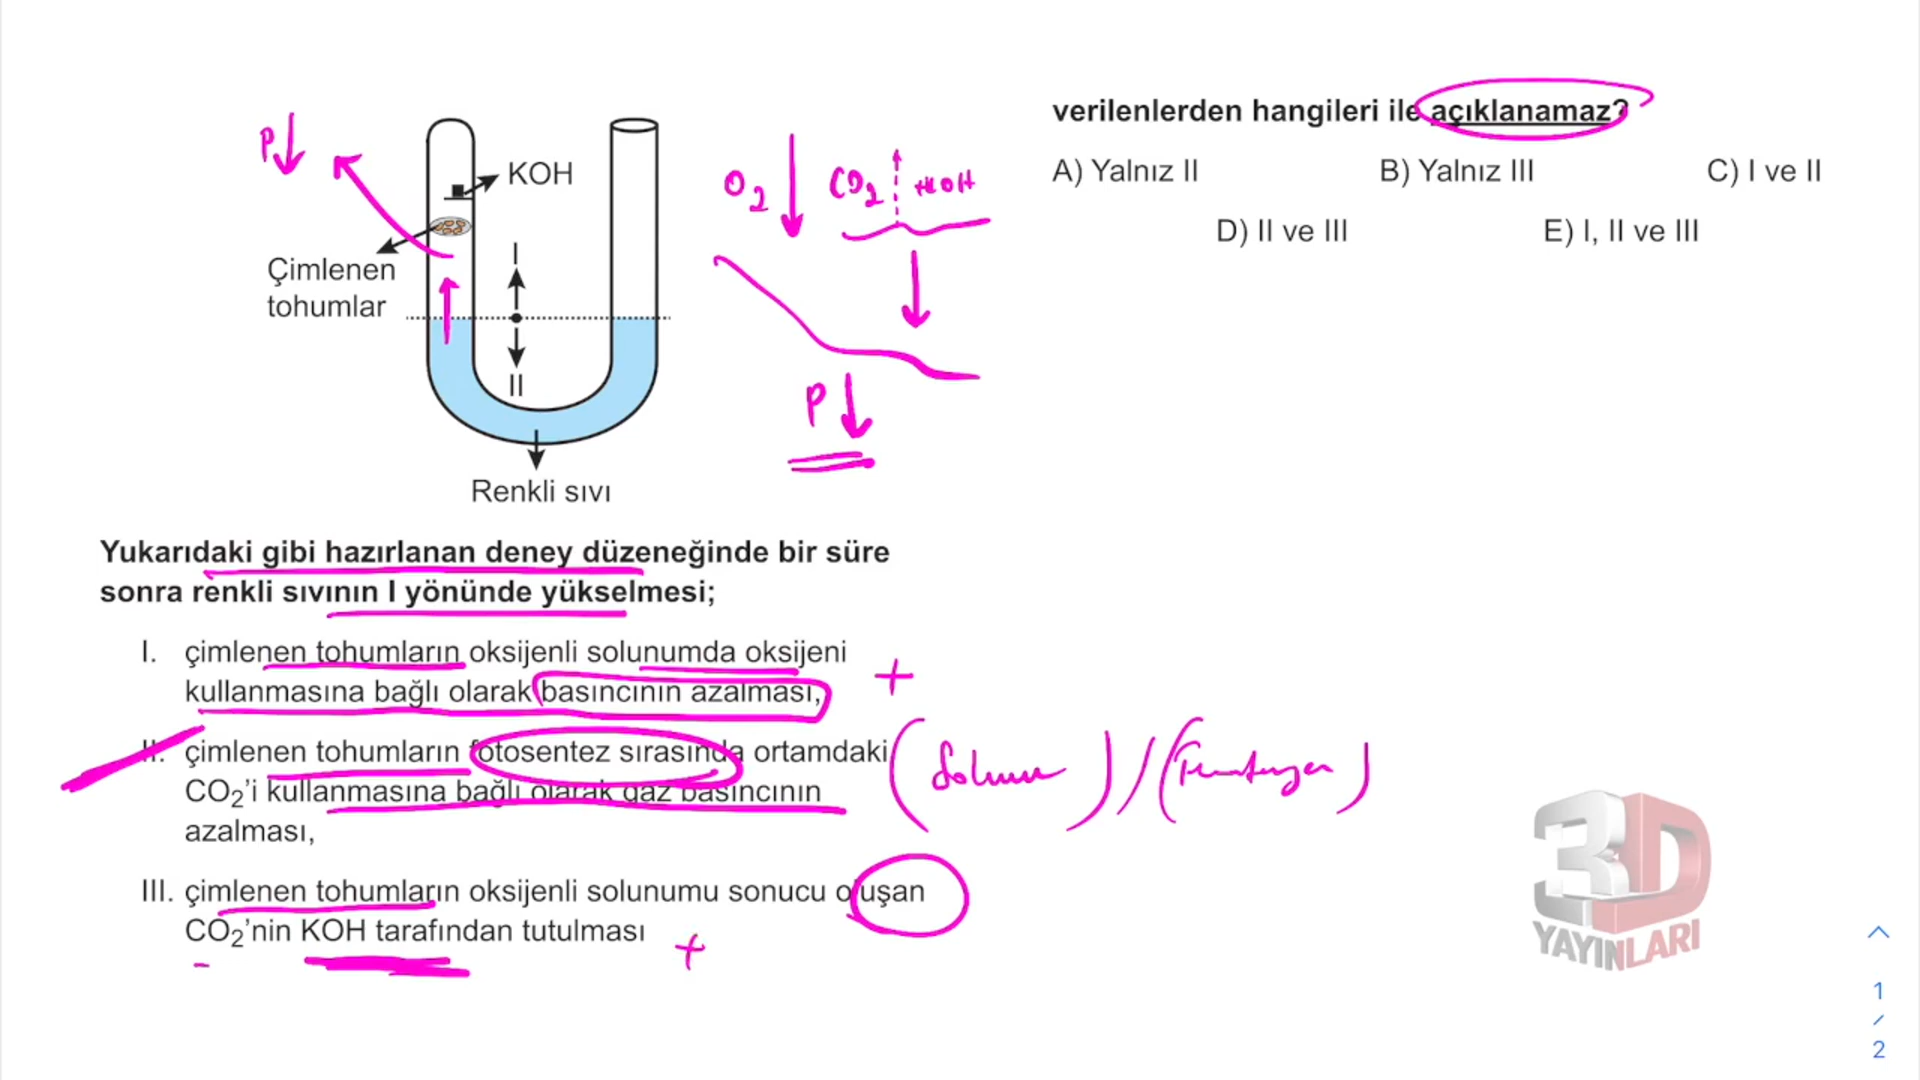 P
KOH
Çimlenen
tohumlar
I
II
Renkli sıvı
O2
CO2
KOH
P
Yukarıdaki gibi hazırlanan deney düzeneğinde bir süre
sonra renkli sıvının I yönünde yükselmesi;
I. çimlenen tohumların oksijenli solunumda oksijeni
kullanmasına bağlı olarak basıncının azalması,
+
II. çimlenen tohumların fotosentez sırasında ortamdaki
CO2’i kullanmasına bağlı olarak gaz basıncının
azalması,
III. çimlenen tohumların oksijenli solunumu sonucu oluşan
CO2’nin KOH tarafından tutulması
+
verilenlerden hangileri ile açıklanamaz?
A) Yalnız II B) Yalnız III C) I ve II
D) II ve III E) I, II ve III
3D
YAYINLARI
1
/
2